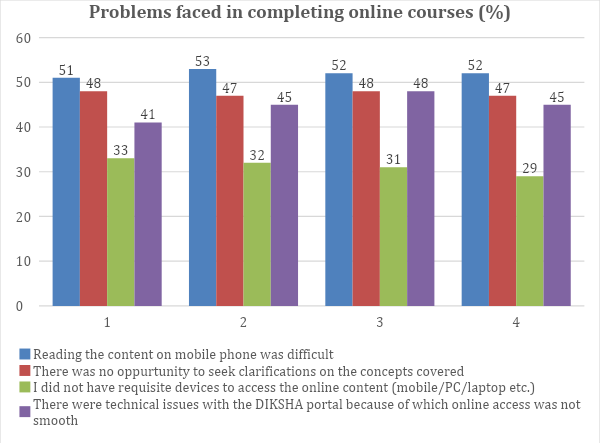 Problems faced in completing online courses (%)
60
50
40
30
20
10
0
51 48 33 41
53 47 32 45
52 48 31 48
52 47 29 45
1 2 3 4
Reading the content on mobile phone was difficult
There was no oppurtunity to seek clarifications on the concepts covered
I did not have requisite devices to access the online content (mobile/PC/laptop etc.)
There were technical issues with the DIKSHA portal because of which online access was not
smooth